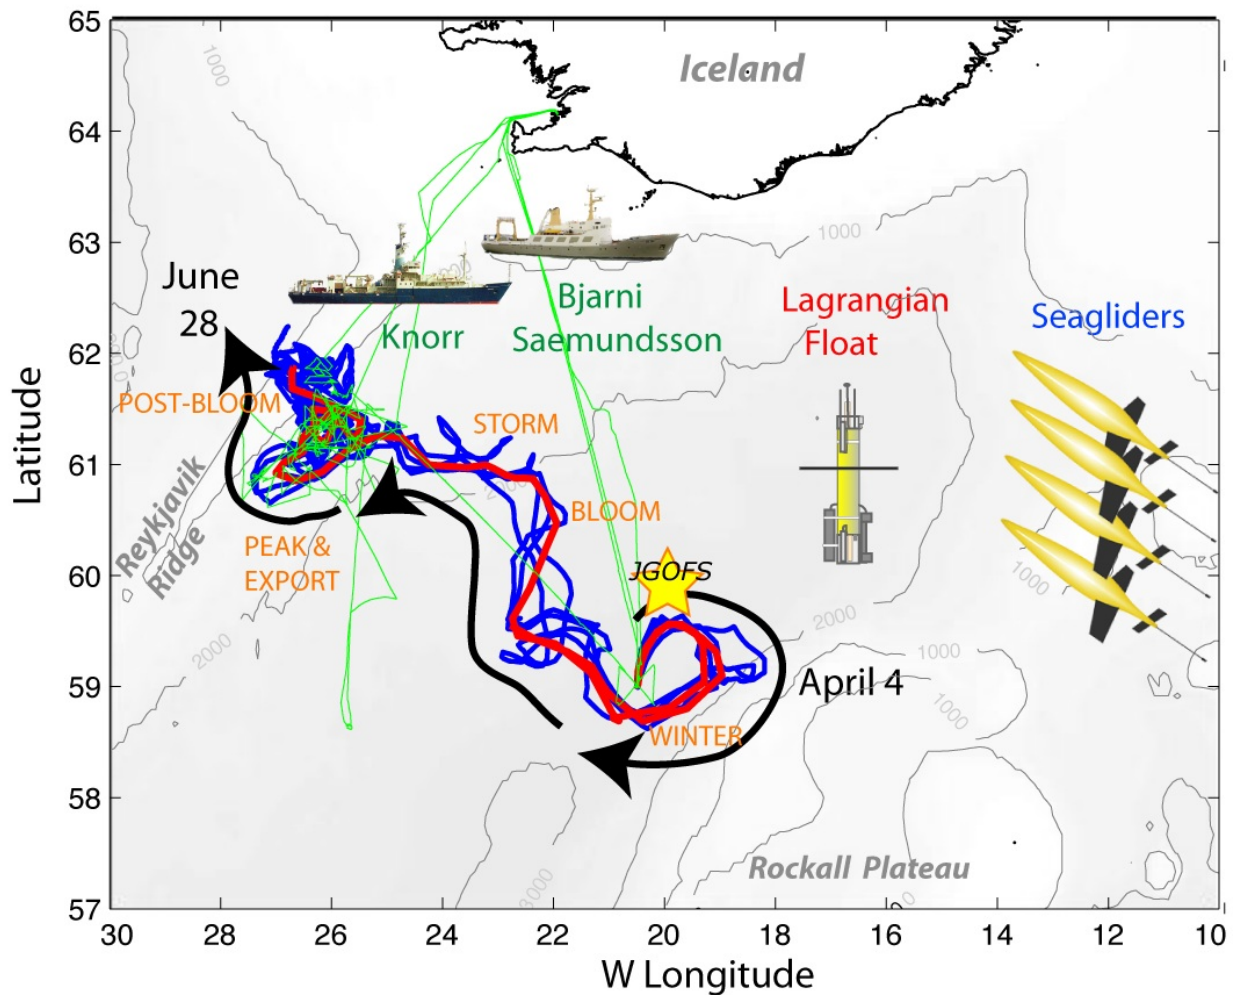 65
64
63
62
61
60
59
58
57
Latitude
1000
Iceland
1000
June
28
Knorr
Bjarni
Saemundsson
Lagrangian
Float
Seagliders
POST-BLOOM
STORM
BLOOM
Reykjavik
Ridge
PEAK &
EXPORT
JGOFS
1000
2000
2000
1000
April 4
1000
WINTER
3000
Rockall Plateau
30
28
26
24
22
20
18
16
14
12
10
W Longitude